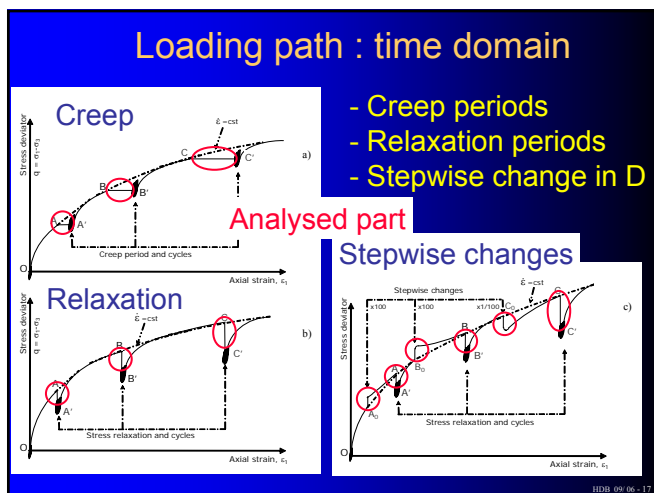 Loading path : time domain
Creep
ε̇ =cst
Stress deviator
q = σ1-σ3
A
A'
B
B'
C
C'
a)
Creep period and cycles
O
Axial strain, ε1
- Creep periods
- Relaxation periods
- Stepwise change in D
Analysed part
Relaxation
ε̇ =cst
Stress deviator
q = σ1-σ3
A
A'
B
B'
C
C'
b)
Stress relaxation and cycles
O
Axial strain, ε1
Stepwise changes
Stepwise changes
x100
x100
x1/100
ε̇ =cst
Stress deviator
A0
A
A'
B0
B
B'
C0
C
C'
c)
Stress relaxation and cycles
O
Axial strain, ε1
HDB 09/06 - 17